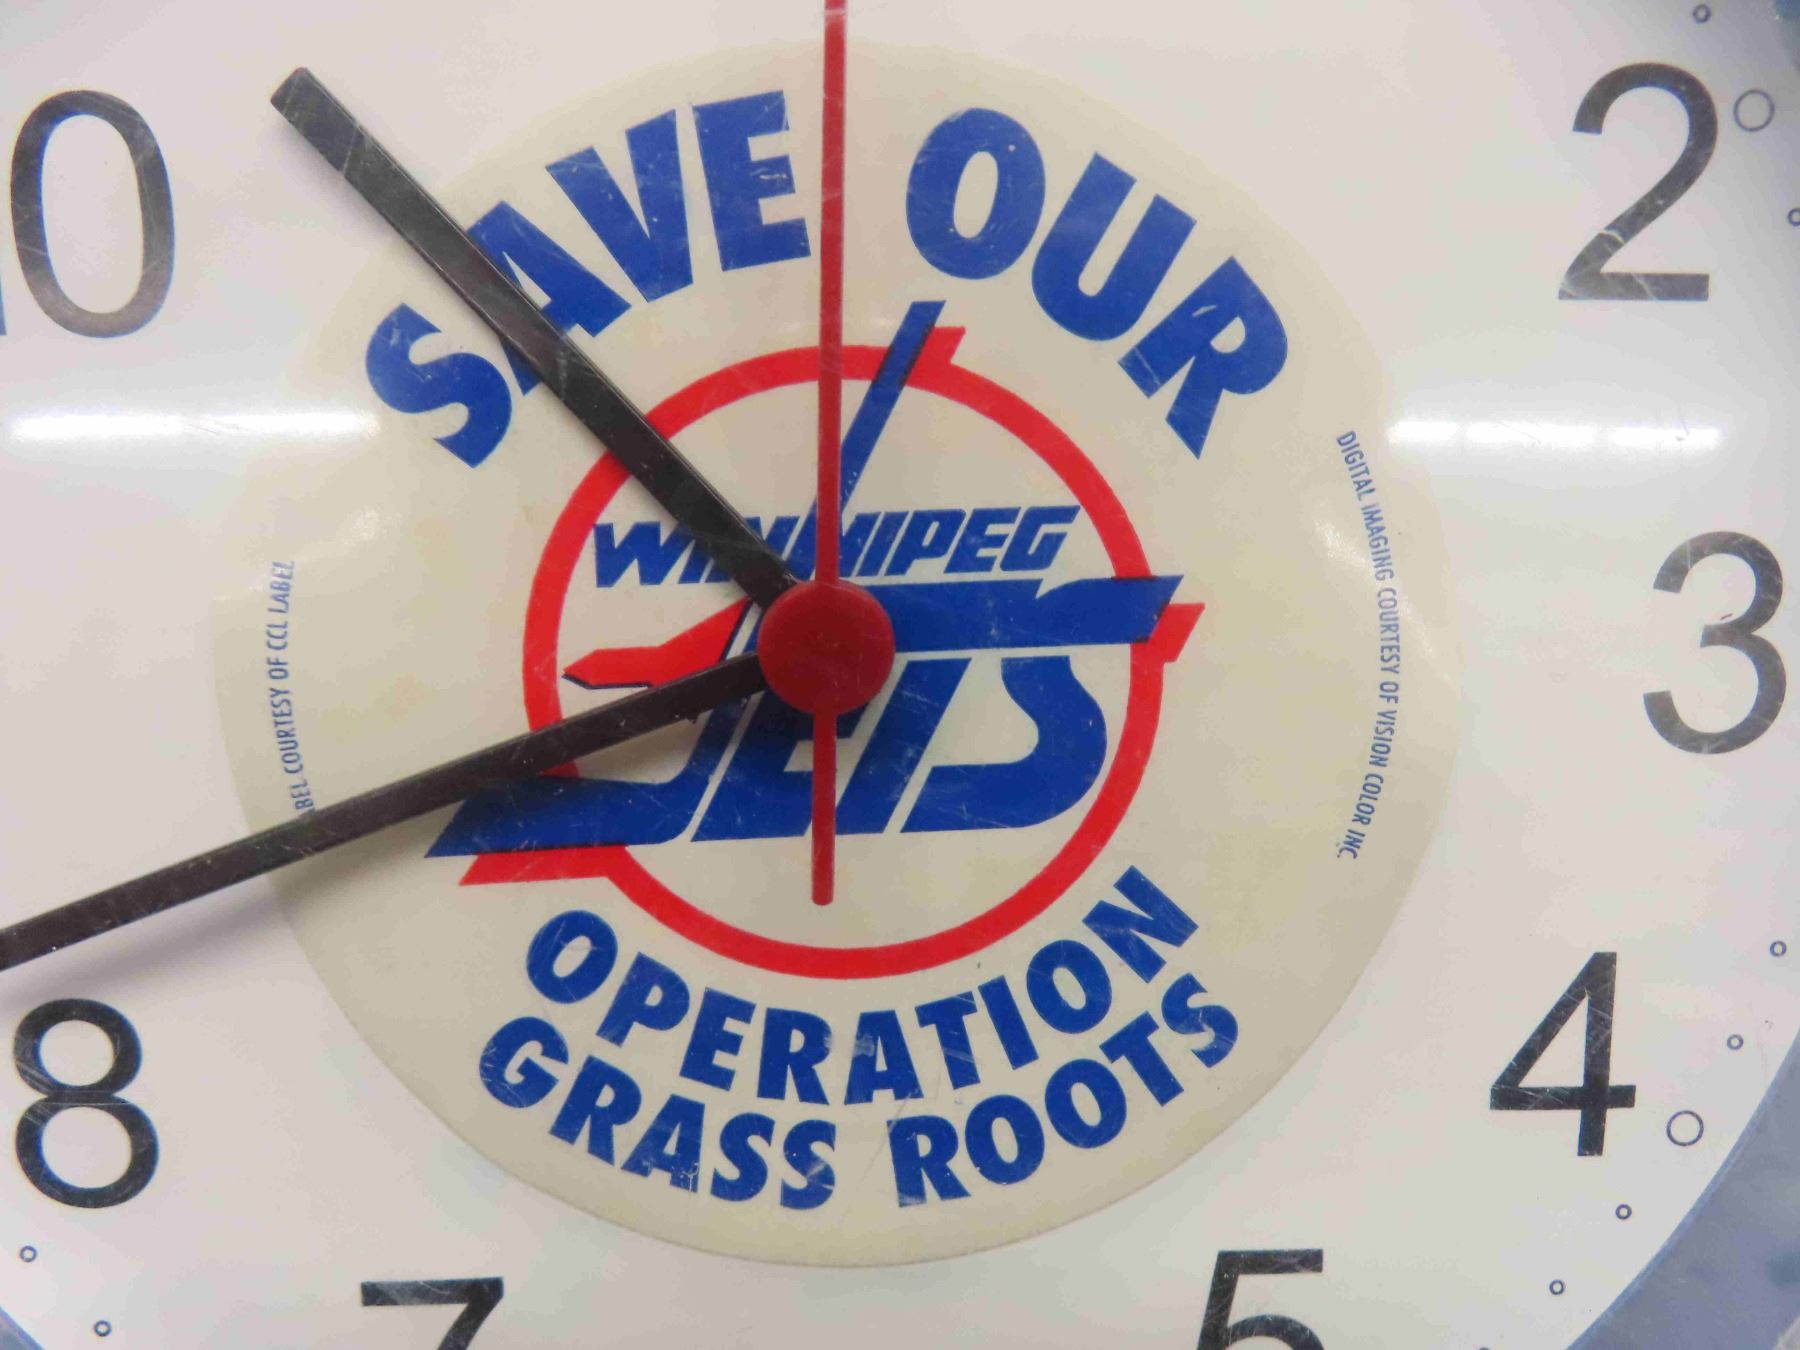 SAVE OUR
WINNIPEG
JETS
OPERATION
GRASS ROOTS
COURTESY OF CCL LABEL
DIGITAL IMAGING COURTESY OF VISION COLOR INC.
2
3
4
5
7
8
10